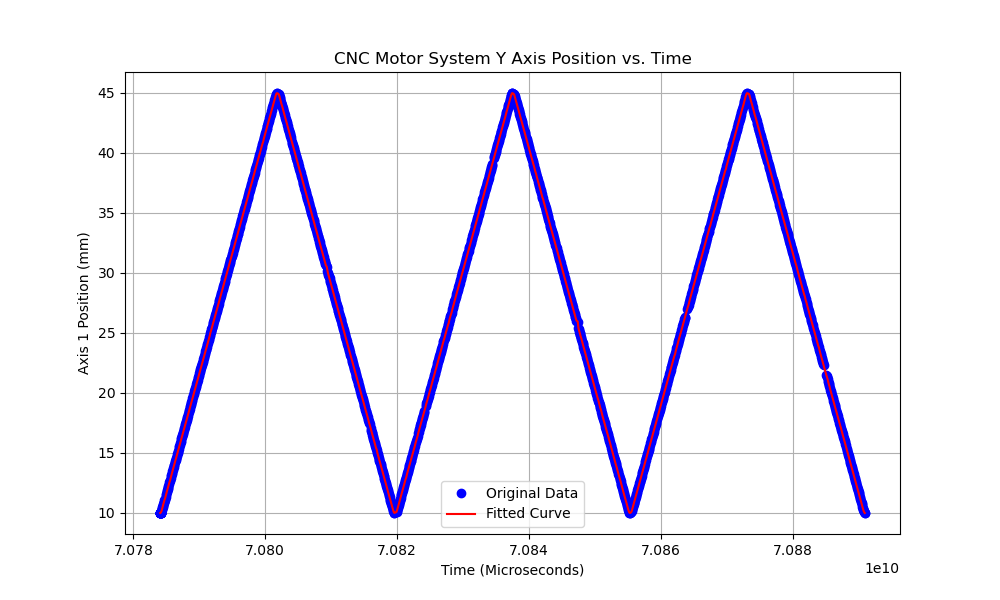 CNC Motor System Y Axis Position vs. Time
Axis 1 Position (mm)
45
40
35
30
25
20
15
10
Original Data
Fitted Curve
7.078 7.080 7.082 7.084 7.086 7.088
1e10
Time (Microseconds)